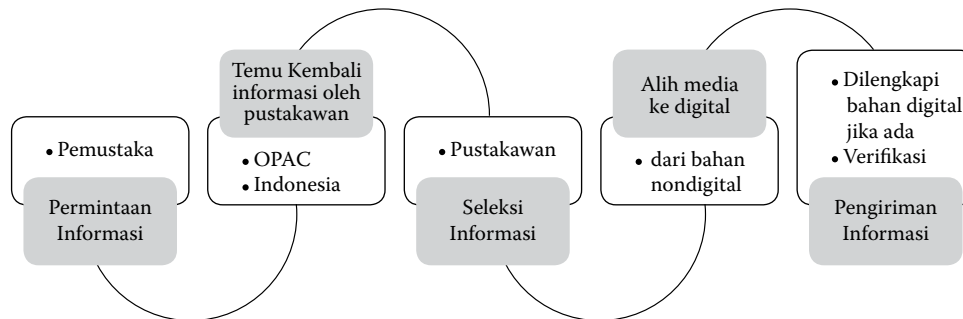 • Pemustaka
Permintaan
Informasi
Temu Kembali
informasi oleh
pustakawan
• OPAC
• Indonesia
• Pustakawan
Seleksi
Informasi
Alih media
ke digital
• dari bahan
nondigital
• Dilengkapi
bahan digital
jika ada
• Verifikasi
Pengiriman
Informasi